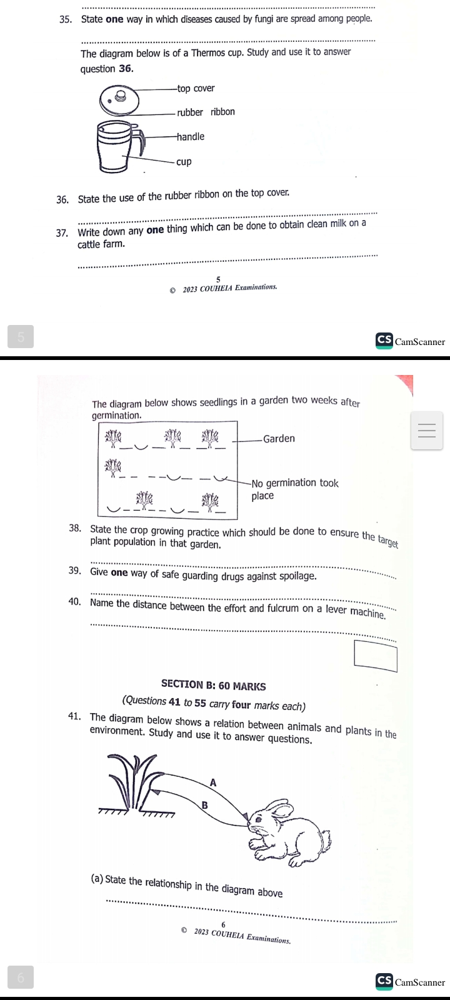 35. State one way in which diseases caused by fungi are spread among people.
The diagram below is of a Thermos cup. Study and use it to answer
question 36.
top cover
rubber ribbon
handle
cup
36. State the use of the rubber ribbon on the top cover.
37. Write down any one thing which can be done to obtain clean milk on a
cattle farm.
5
© 2023 COUHEIA Examinations.
5
CS CamScanner
The diagram below shows seedlings in a garden two weeks after
germination.
Garden
No germination took
place
38. State the crop growing practice which should be done to ensure the target
plant population in that garden.
39. Give one way of safe guarding drugs against spoilage.
40. Name the distance between the effort and fulcrum on a lever machine.
SECTION B: 60 MARKS
(Questions 41 to 55 carry four marks each)
41. The diagram below shows a relation between animals and plants in the
environment. Study and use it to answer questions.
A
B
(a) State the relationship in the diagram above
6
© 2023 COUHEIA Examinations.
6
CS CamScanner